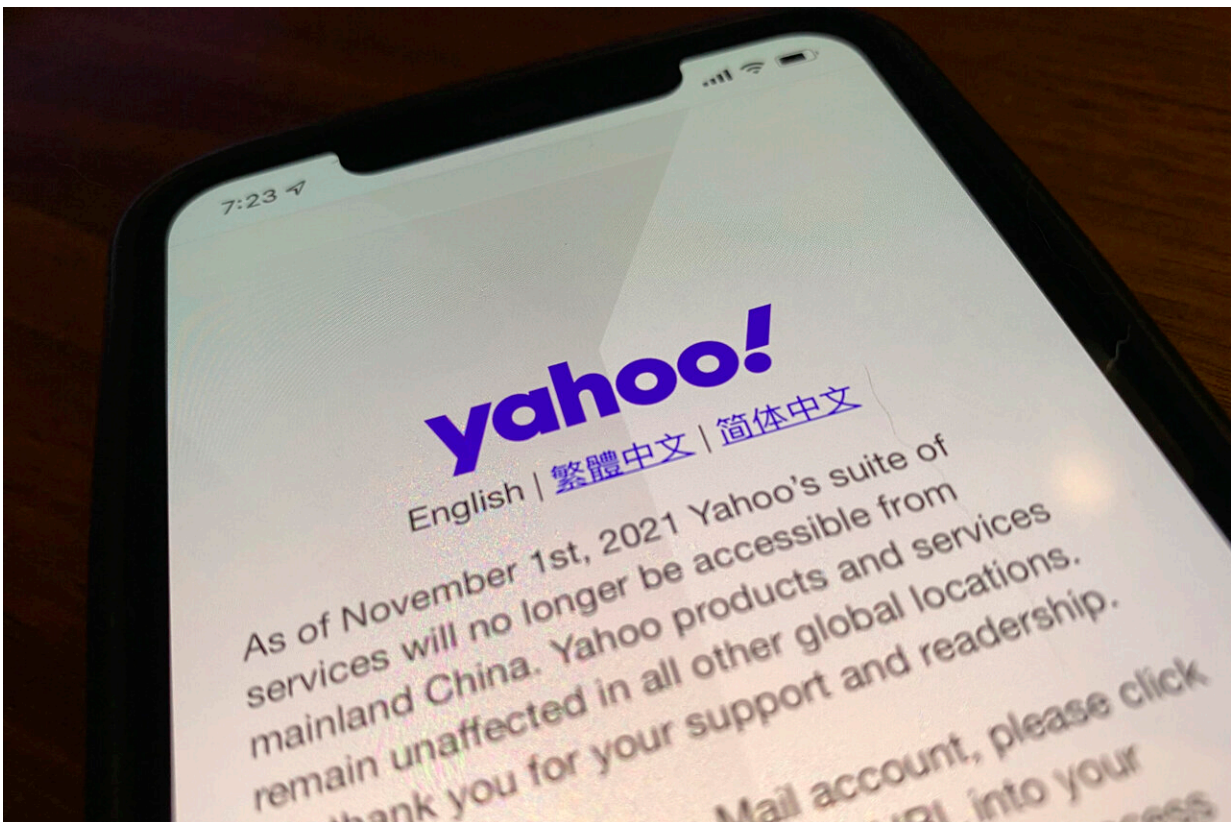 7:23
yahoo!
English | 繁體中文 | 简体中文
As of November 1st, 2021 Yahoo's suite of
services will no longer be accessible from
mainland China. Yahoo products and services
remain unaffected in all other global locations.
thank you for your support and readership.
Mail account, please click
URL into your